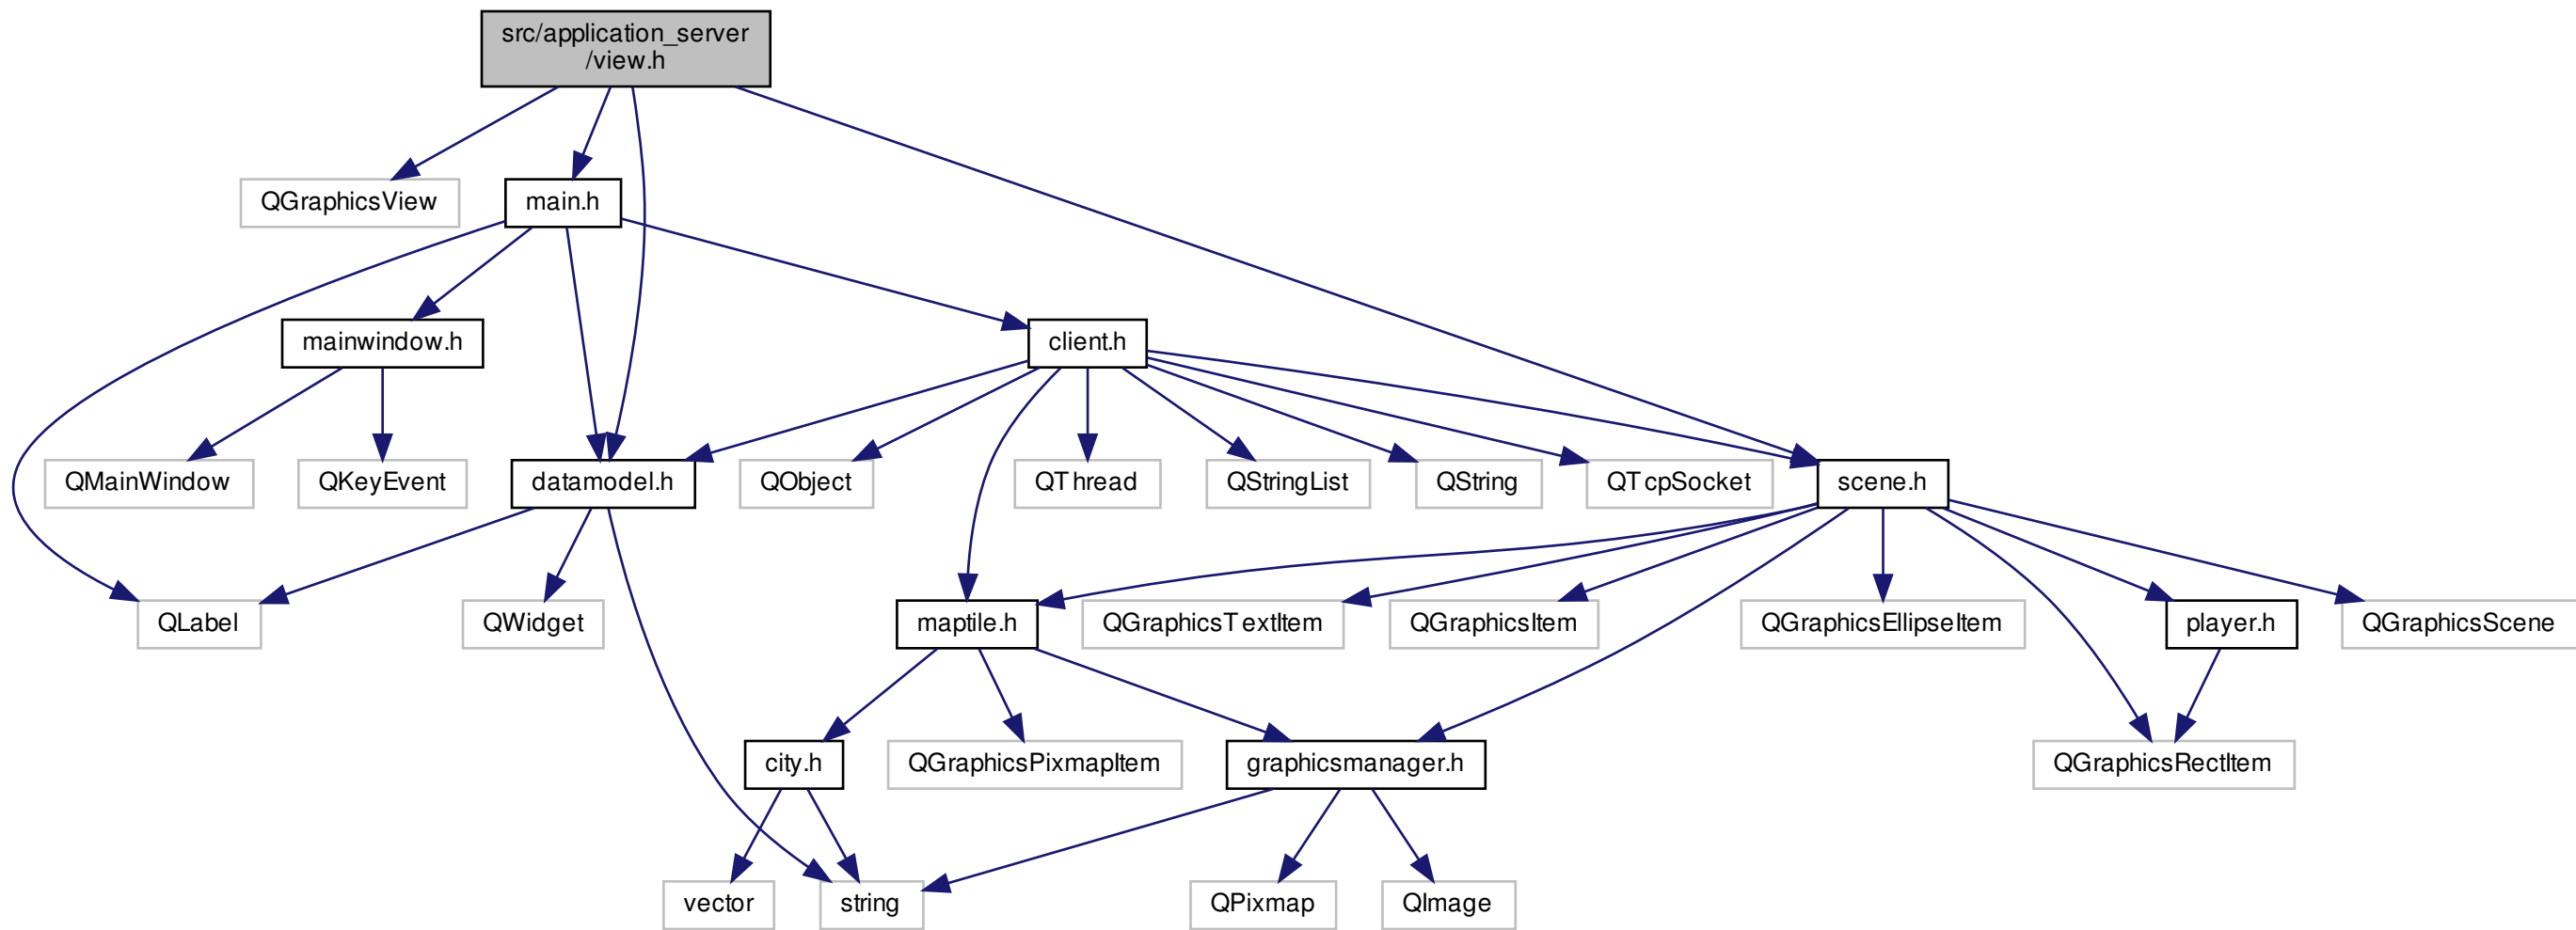 src/application_server
/view.h
QGraphicsView
main.h
mainwindow.h
client.h
QMainWindow
QKeyEvent
datamodel.h
QObject
QThread
QStringList
QString
QTcpSocket
scene.h
QLabel
QWidget
maptile.h
QGraphicsTextItem
QGraphicsItem
QGraphicsEllipseItem
player.h
QGraphicsScene
city.h
QGraphicsPixmapItem
graphicsmanager.h
QGraphicsRectItem
vector
string
QPixmap
QImage